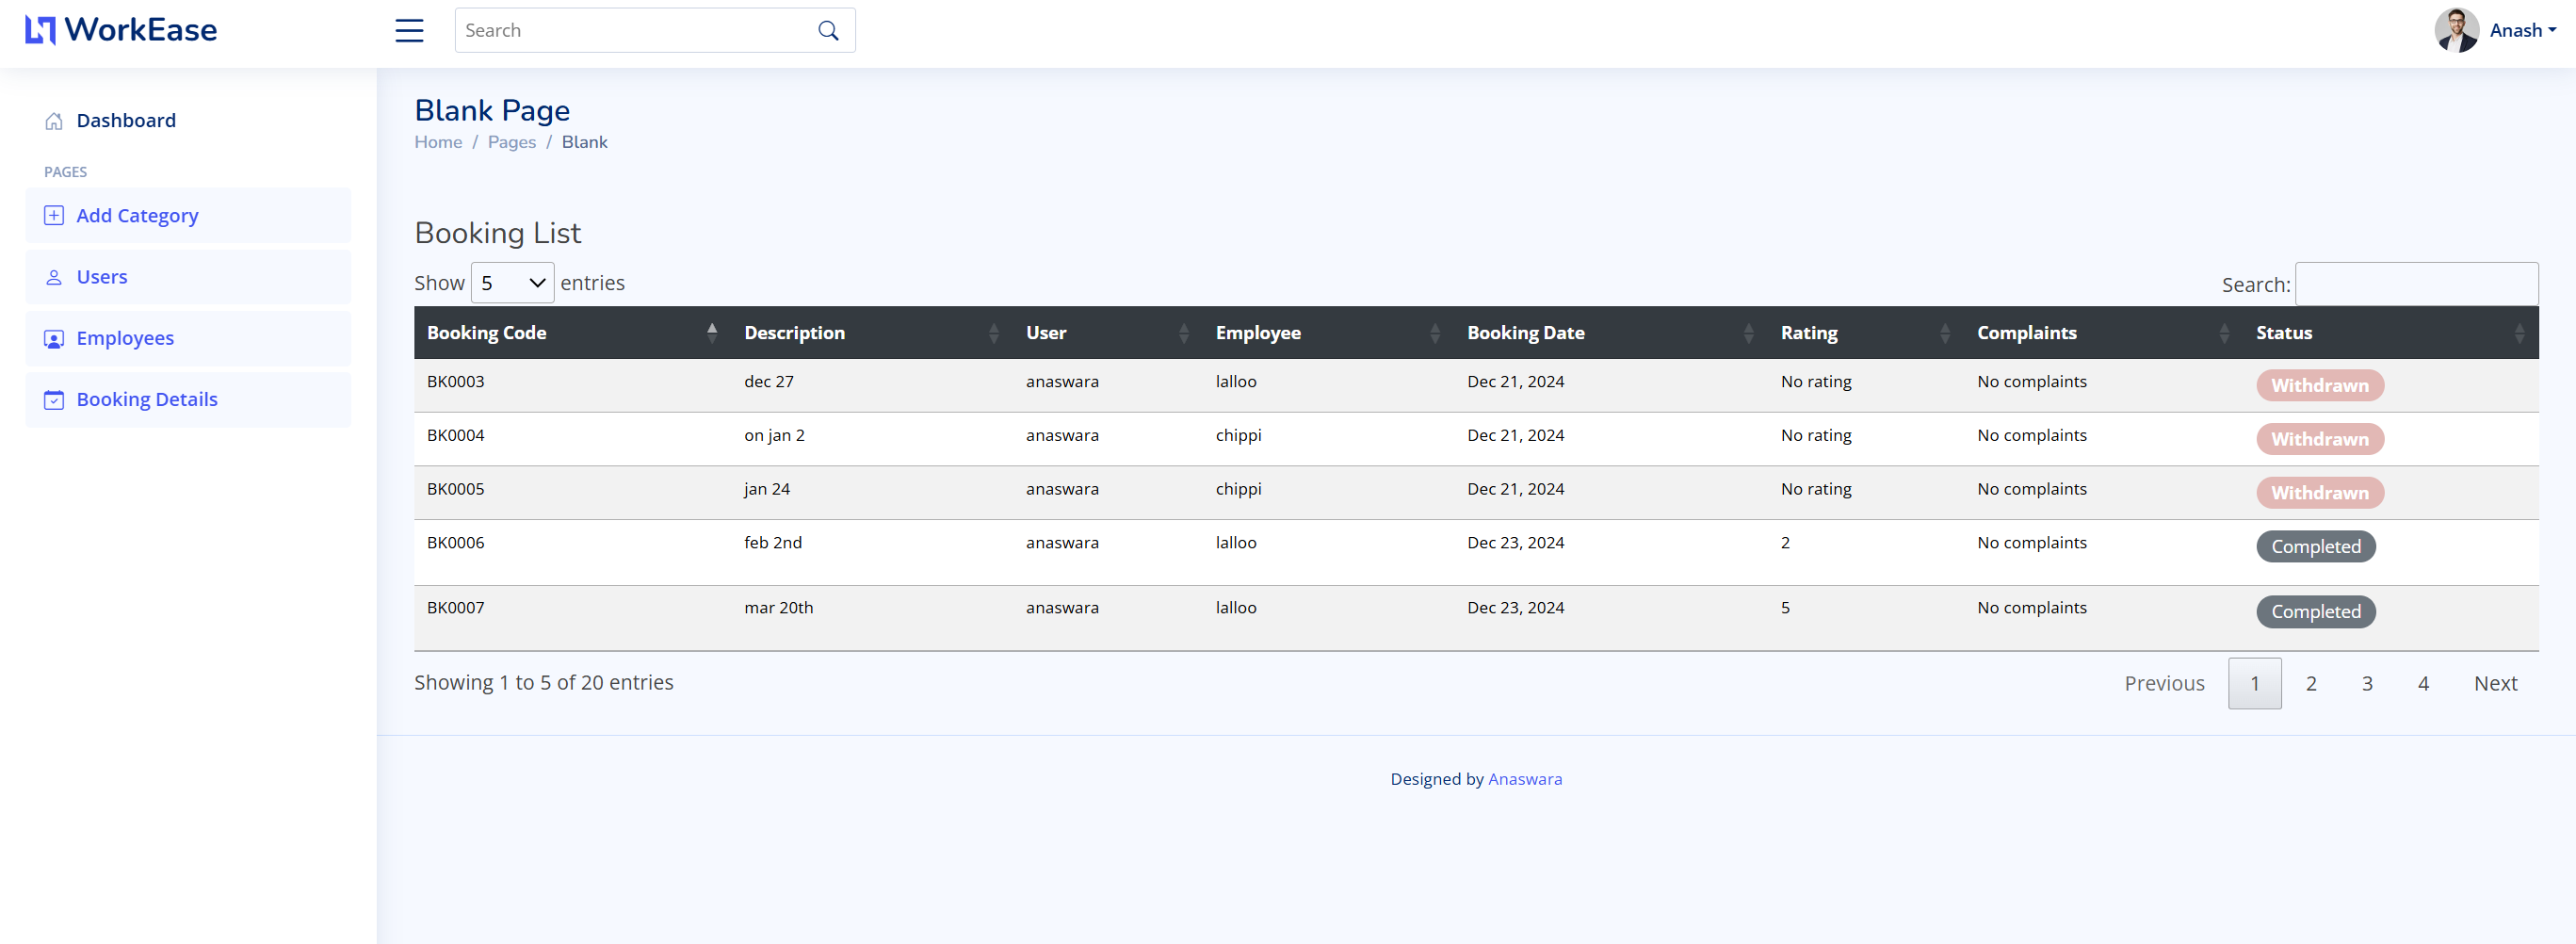 WorkEase
Search
Anash
Dashboard
PAGES
Add Category
Users
Employees
Booking Details
Blank Page
Home / Pages / Blank
Booking List
Show 5 entries
Search:
Booking Code Description User Employee Booking Date Rating Complaints Status
BK0003 dec 27 anaswara lalloo Dec 21, 2024 No rating No complaints Withdrawn
BK0004 on jan 2 anaswara chippi Dec 21, 2024 No rating No complaints Withdrawn
BK0005 jan 24 anaswara chippi Dec 21, 2024 No rating No complaints Withdrawn
BK0006 feb 2nd anaswara lalloo Dec 23, 2024 2 No complaints Completed
BK0007 mar 20th anaswara lalloo Dec 23, 2024 5 No complaints Completed
Showing 1 to 5 of 20 entries
Previous 1 2 3 4 Next
Designed by Anaswara